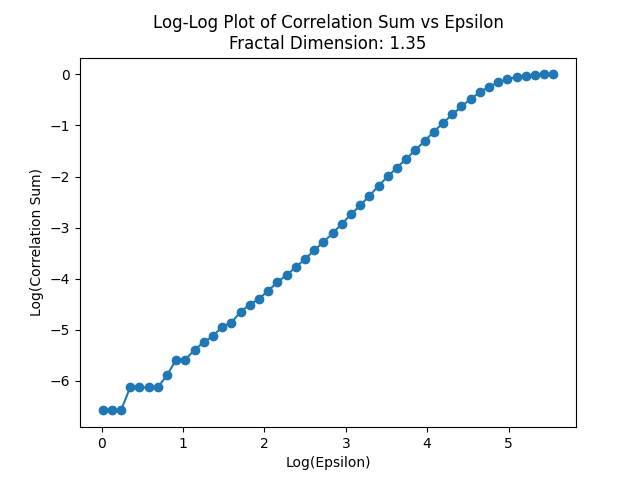 Log-Log Plot of Correlation Sum vs Epsilon
Fractal Dimension: 1.35
0
−1
−2
−3
−4
−5
−6
Log(Correlation Sum)
0 1 2 3 4 5
Log(Epsilon)